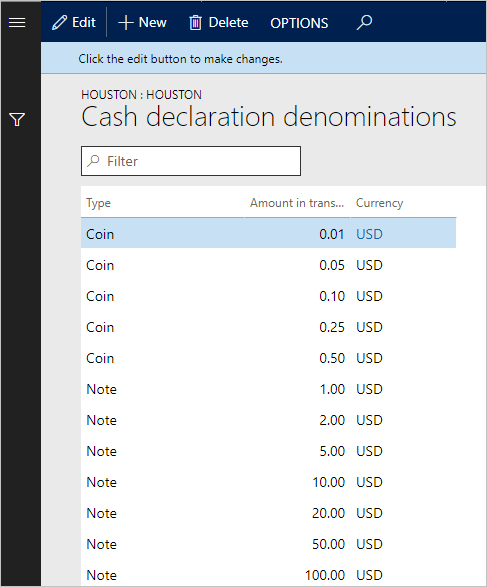 Edit New Delete OPTIONS
Click the edit button to make changes.
HOUSTON : HOUSTON
Cash declaration denominations
Filter
Type Amount in trans... Currency
Coin 0.01 USD
Coin 0.05 USD
Coin 0.10 USD
Coin 0.25 USD
Coin 0.50 USD
Note 1.00 USD
Note 2.00 USD
Note 5.00 USD
Note 10.00 USD
Note 20.00 USD
Note 50.00 USD
Note 100.00 USD